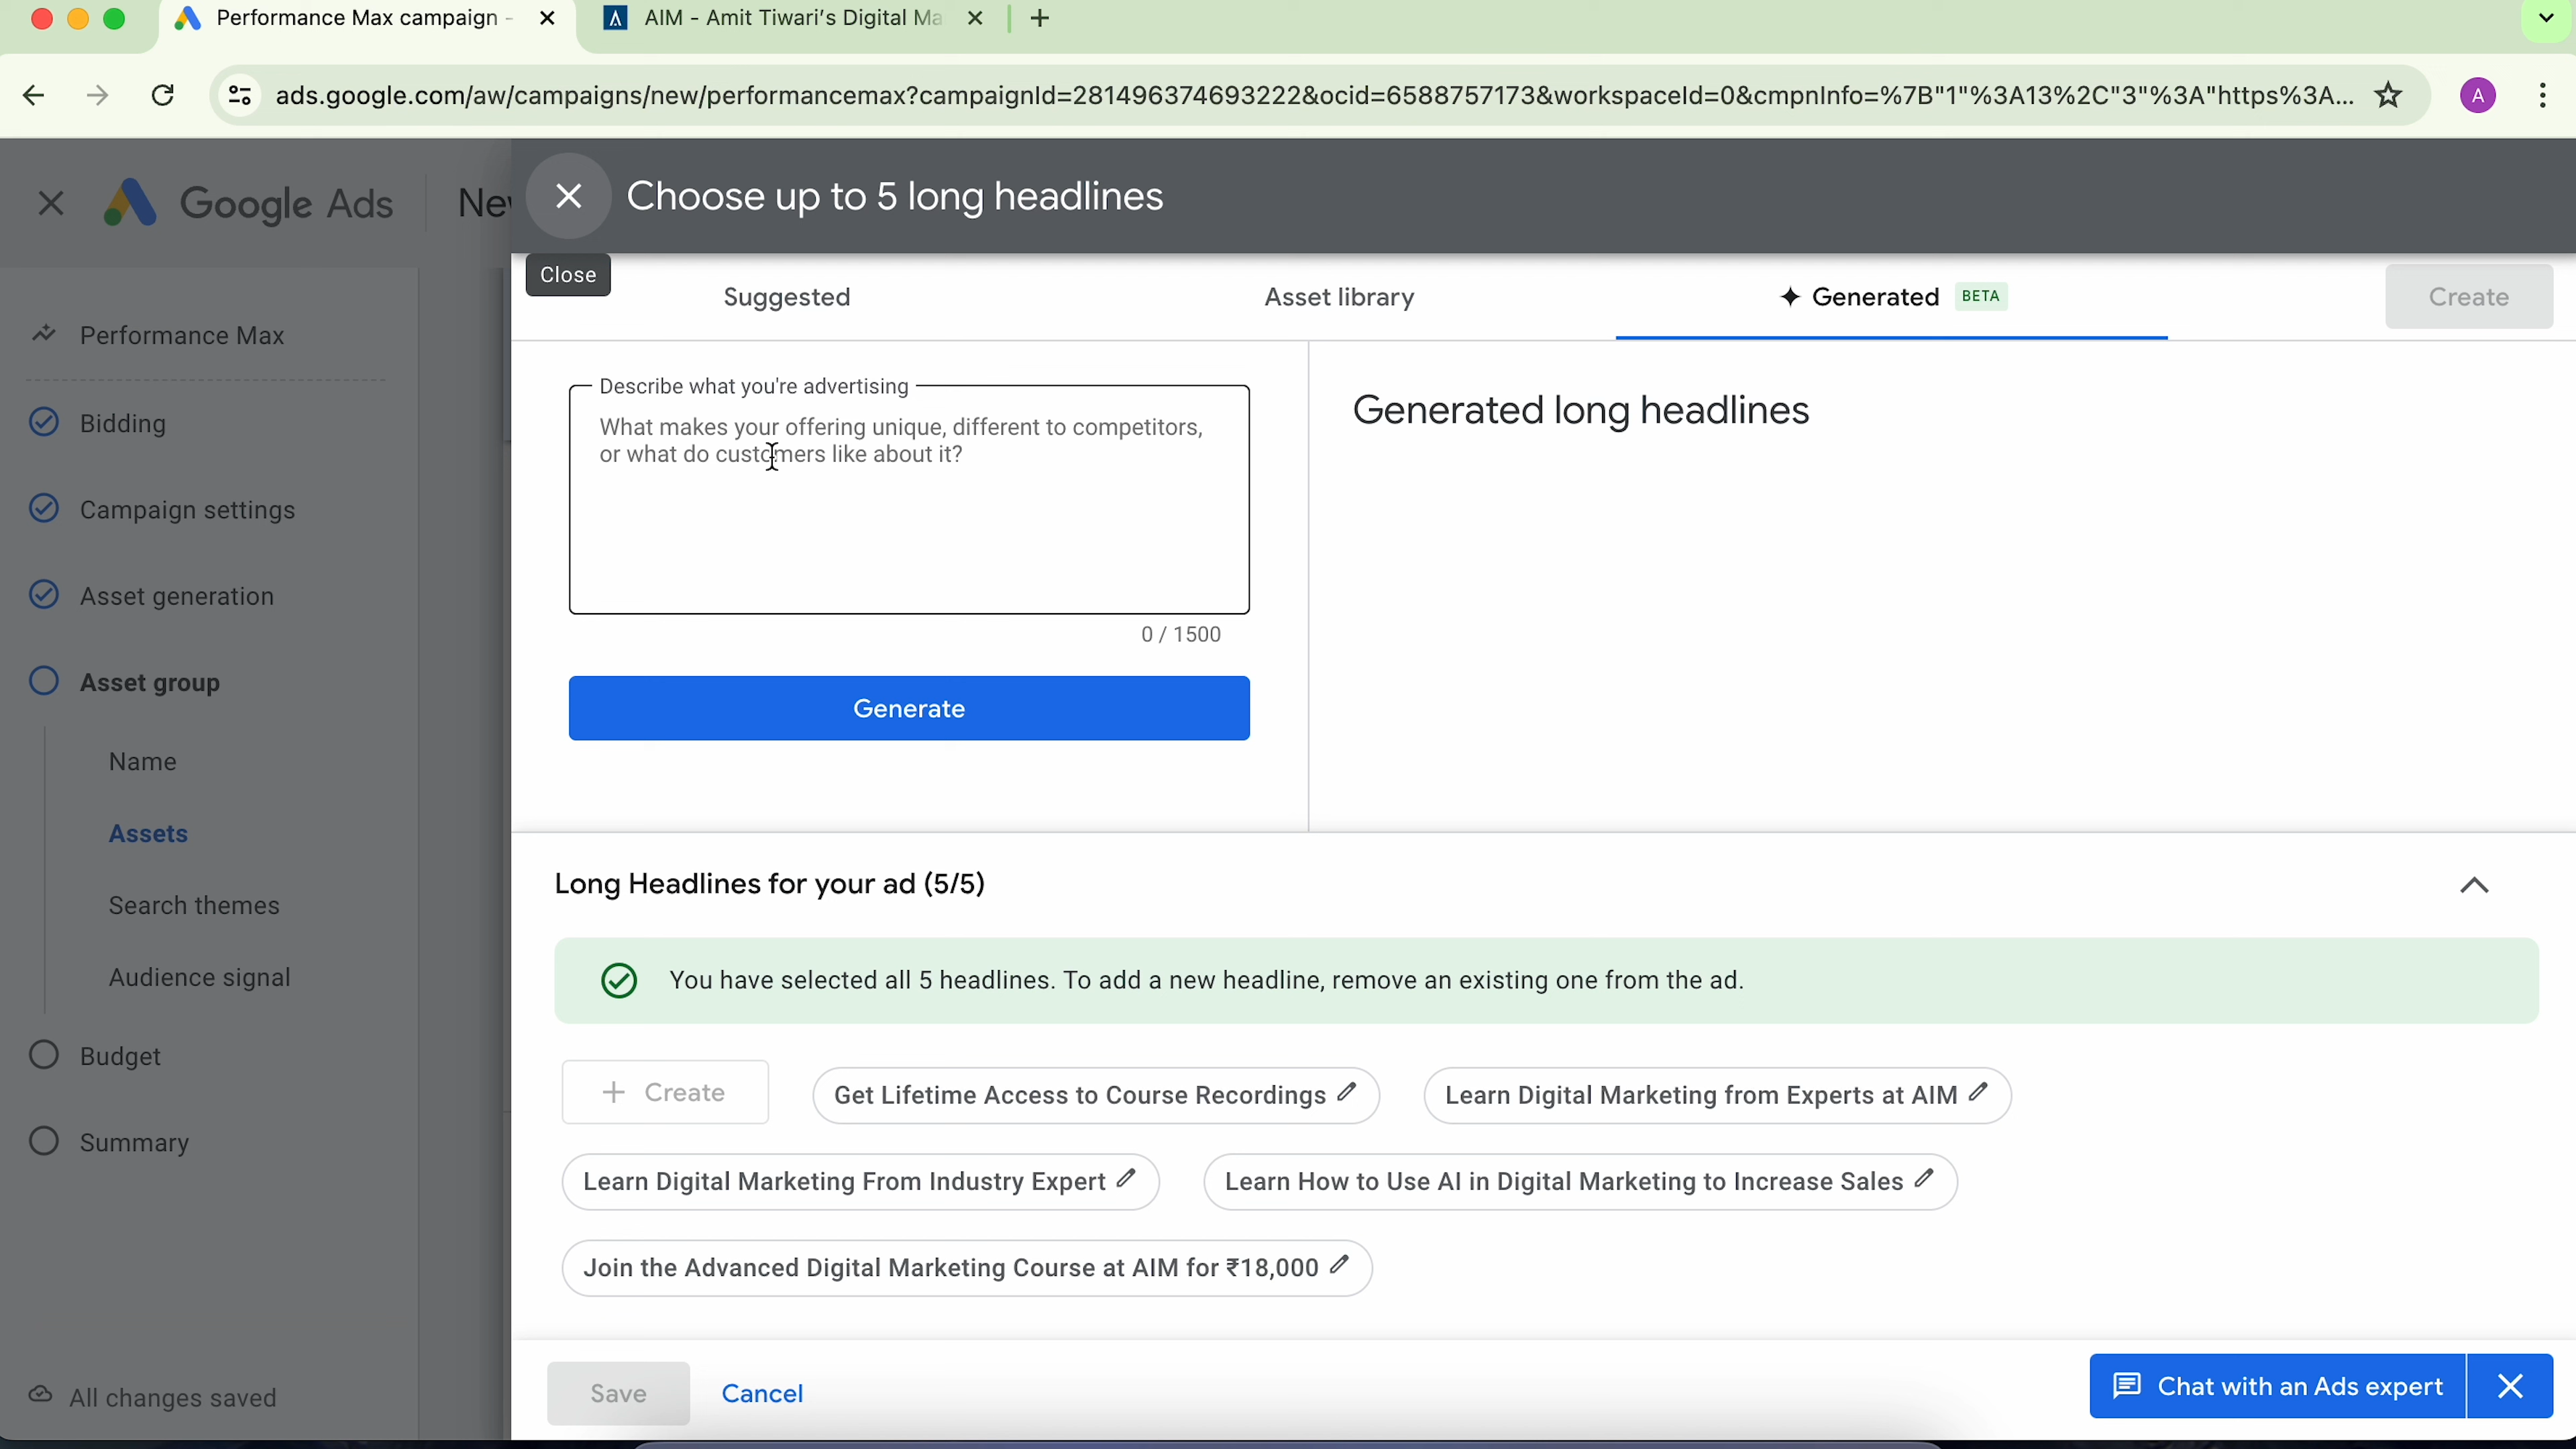 Performance Max campaign -
AIM - Amit Tiwari's Digital Ma
ads.google.com/aw/campaigns/new/performancemax?campaignId=281496374693222&ocid=6588757173&workspaceId=0&cmpnInfo=%7B"1"%3A13%2C"3"%3A"https%3A...
A
Google Ads
New
Choose up to 5 long headlines
Close
Suggested
Asset library
Generated BETA
Create
Performance Max
Bidding
Campaign settings
Asset generation
Asset group
Name
Assets
Search themes
Audience signal
Budget
Summary
All changes saved
Describe what you're advertising
What makes your offering unique, different to competitors,
or what do customers like about it?
0 / 1500
Generate
Generated long headlines
Long Headlines for your ad (5/5)
You have selected all 5 headlines. To add a new headline, remove an existing one from the ad.
+ Create
Get Lifetime Access to Course Recordings
Learn Digital Marketing from Experts at AIM
Learn Digital Marketing From Industry Expert
Learn How to Use AI in Digital Marketing to Increase Sales
Join the Advanced Digital Marketing Course at AIM for ₹18,000
Save
Cancel
Chat with an Ads expert